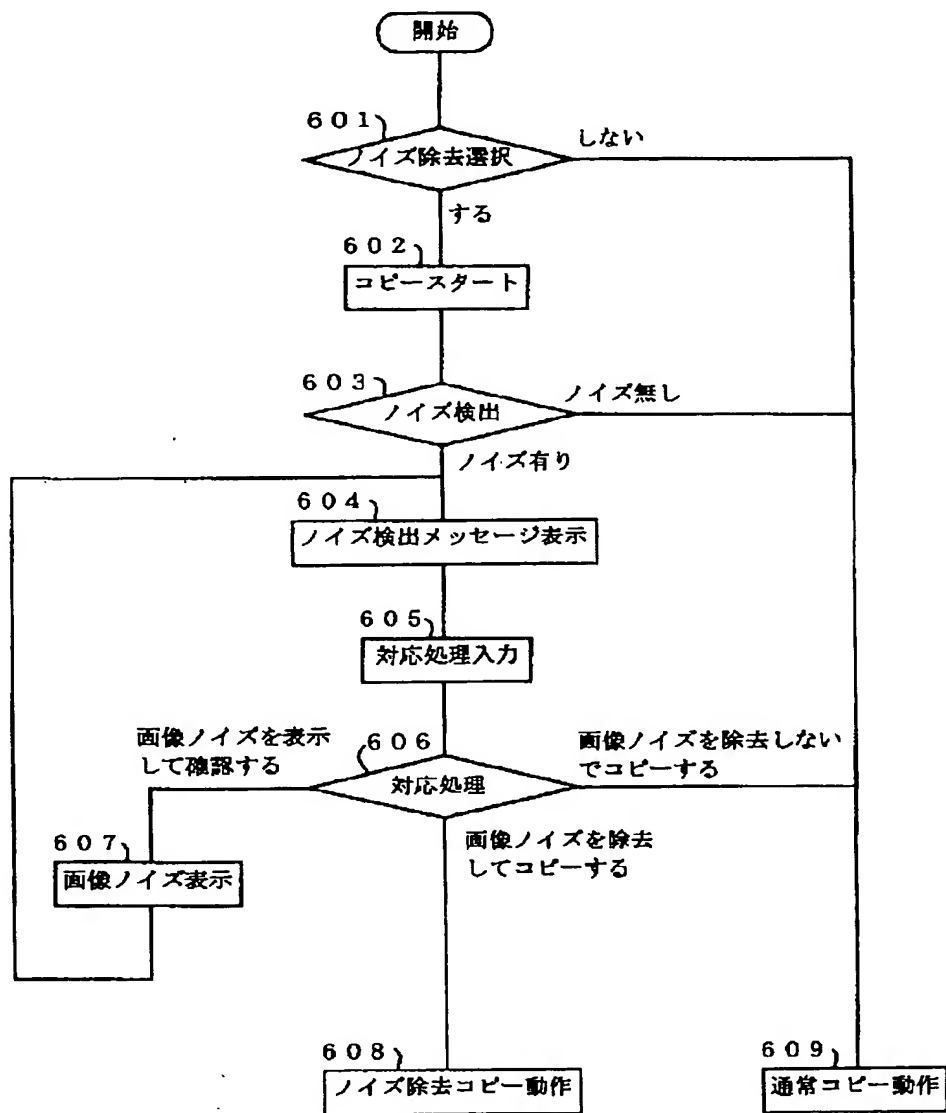 開始
601
ノイズ除去選択
しない
する
602
コピースタート
603
ノイズ検出
ノイズ無し
ノイズ有り
604
ノイズ検出メッセージ表示
605
対応処理入力
画像ノイズを表示
して確認する
606
対応処理
画像ノイズを除去しない
でコピーする
画像ノイズを除去
してコピーする
607
画像ノイズ表示
608
ノイズ除去コピー動作
609
通常コピー動作